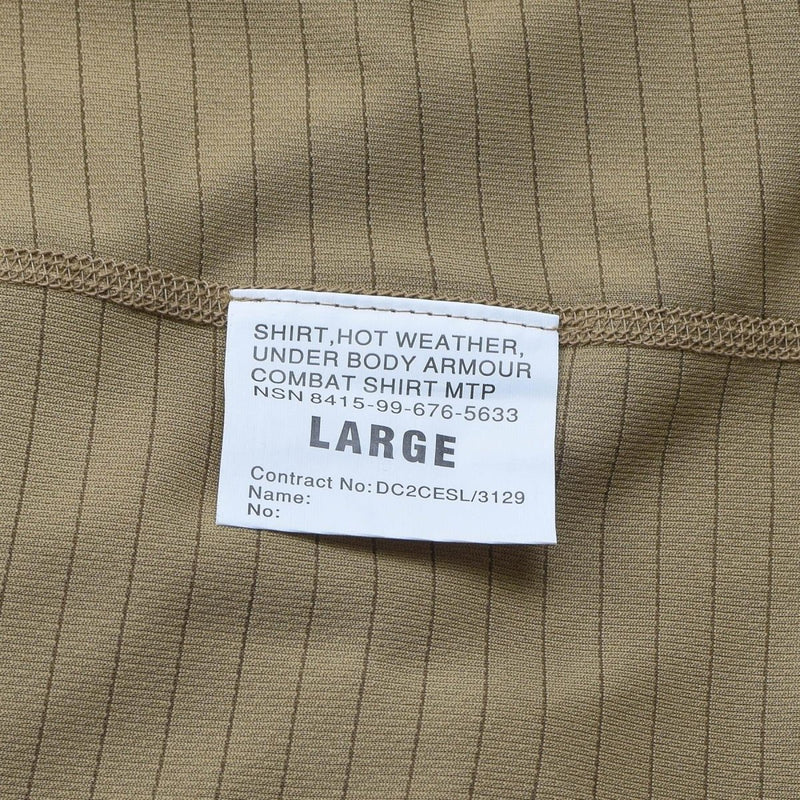 SHIRT,HOT WEATHER,
UNDER BODY ARMOUR
COMBAT SHIRT MTP
NSN 8415-99-676-5633
LARGE
Contract No:DC2CESL/3129
Name:
No: